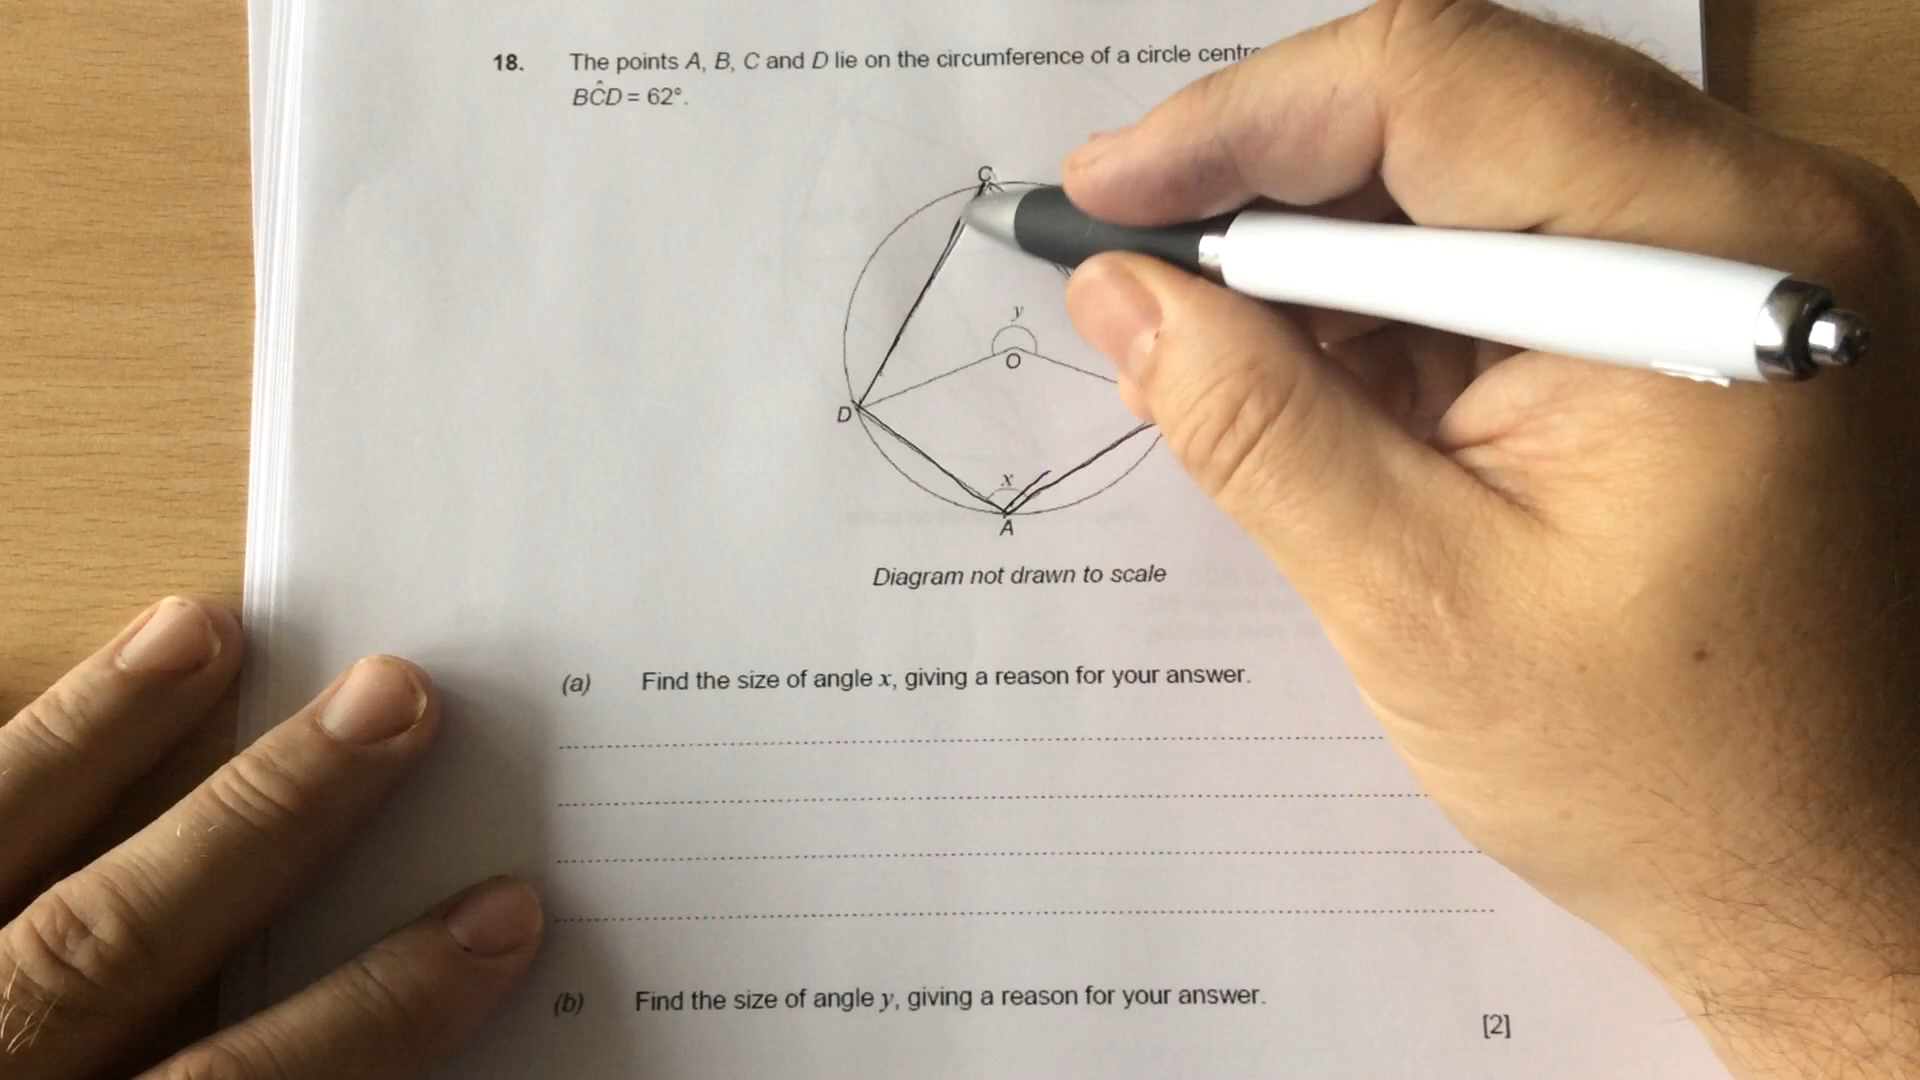 18. The points A, B, C and D lie on the circumference of a circle
BĈD = 62°.
C
y
O
D
x
A
Diagram not drawn to scale
(a) Find the size of angle x, giving a reason for your answer.
(b) Find the size of angle y, giving a reason for your answer.
[2]